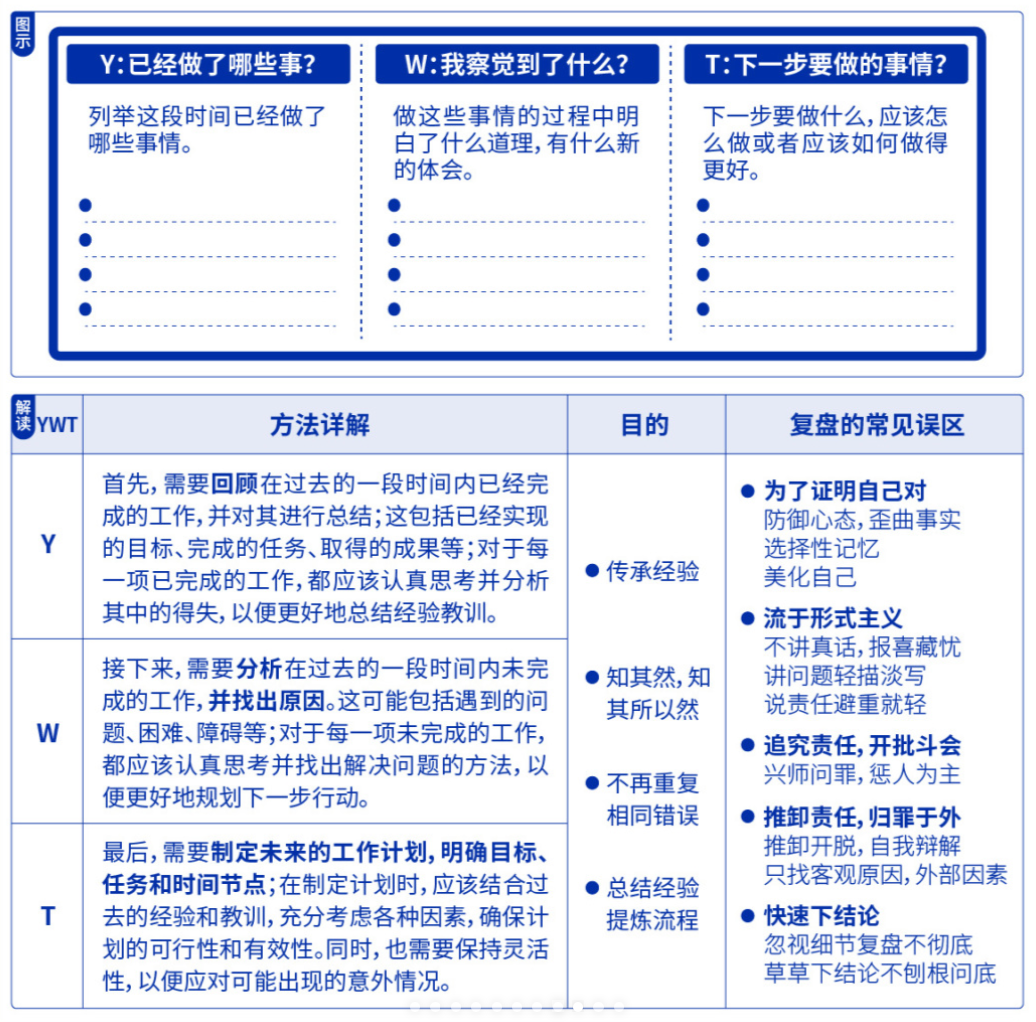 图示
Y:已经做了哪些事?
列举这段时间已经做了
哪些事情。
W:我察觉到了什么?
做这些事情的过程中明
白了什么道理,有什么新
的体会。
T:下一步要做的事情?
下一步要做什么,应该怎
么做或者应该如何做得
更好。
解读
YWT
方法详解
目的
复盘的常见误区
Y
首先,需要回顾在过去的一段时间内已经完
成的工作,并对其进行总结;这包括已经实现
的目标、完成的任务、取得的成果等;对于每
一项已完成的工作,都应该认真思考并分析
其中的得失,以便更好地总结经验教训。
W
接下来,需要分析在过去的一段时间内未完
成的工作,并找出原因。这可能包括遇到的问
题、困难、障碍等;对于每一项未完成的工作,
都应该认真思考并找出解决问题的方法,以
便更好地规划下一步行动。
T
最后,需要制定未来的工作计划,明确目标、
任务和时间节点;在制定计划时,应该结合过
去的经验和教训,充分考虑各种因素,确保计
划的可行性和有效性。同时,也需要保持灵活
性,以便应对可能出现的意外情况。
● 传承经验
● 知其然,知
其所以然
● 不再重复
相同错误
● 总结经验
提炼流程
● 为了证明自己对
防御心态,歪曲事实
选择性记忆
美化自己
● 流于形式主义
不讲真话,报喜藏忧
讲问题轻描淡写
说责任避重就轻
● 追究责任,开批斗会
兴师问罪,惩人为主
● 推卸责任,归罪于外
推卸开脱,自我辩解
只找客观原因,外部因素
● 快速下结论
忽视细节复盘不彻底
草草下结论不刨根问底